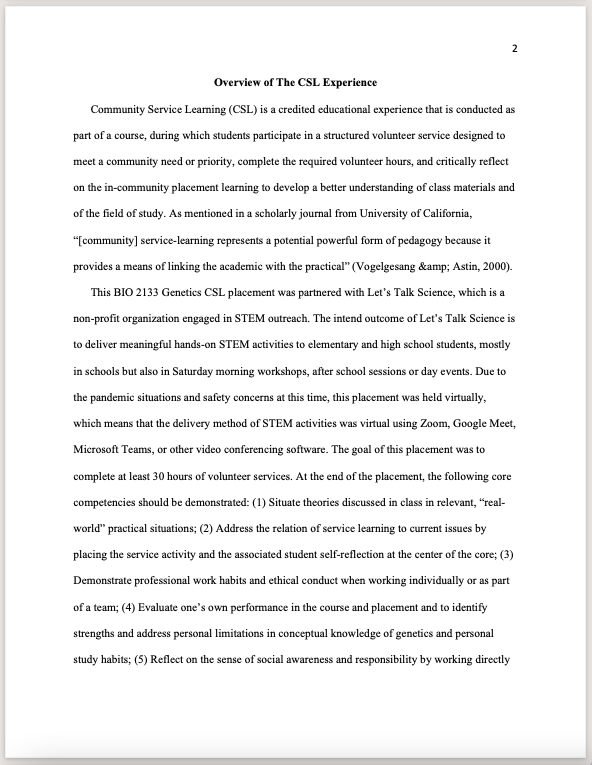 2
Overview of The CSL Experience
Community Service Learning (CSL) is a credited educational experience that is conducted as
part of a course, during which students participate in a structured volunteer service designed to
meet a community need or priority, complete the required volunteer hours, and critically reflect
on the in-community placement learning to develop a better understanding of class materials and
of the field of study. As mentioned in a scholarly journal from University of California,
“[community] service-learning represents a potential powerful form of pedagogy because it
provides a means of linking the academic with the practical” (Vogelgesang &amp; Astin, 2000).
This BIO 2133 Genetics CSL placement was partnered with Let’s Talk Science, which is a
non-profit organization engaged in STEM outreach. The intend outcome of Let’s Talk Science is
to deliver meaningful hands-on STEM activities to elementary and high school students, mostly
in schools but also in Saturday morning workshops, after school sessions or day events. Due to
the pandemic situations and safety concerns at this time, this placement was held virtually,
which means that the delivery method of STEM activities was virtual using Zoom, Google Meet,
Microsoft Teams, or other video conferencing software. The goal of this placement was to
complete at least 30 hours of volunteer services. At the end of the placement, the following core
competencies should be demonstrated: (1) Situate theories discussed in class in relevant, “real-
world” practical situations; (2) Address the relation of service learning to current issues by
placing the service activity and the associated student self-reflection at the center of the core; (3)
Demonstrate professional work habits and ethical conduct when working individually or as part
of a team; (4) Evaluate one’s own performance in the course and placement and to identify
strengths and address personal limitations in conceptual knowledge of genetics and personal
study habits; (5) Reflect on the sense of social awareness and responsibility by working directly